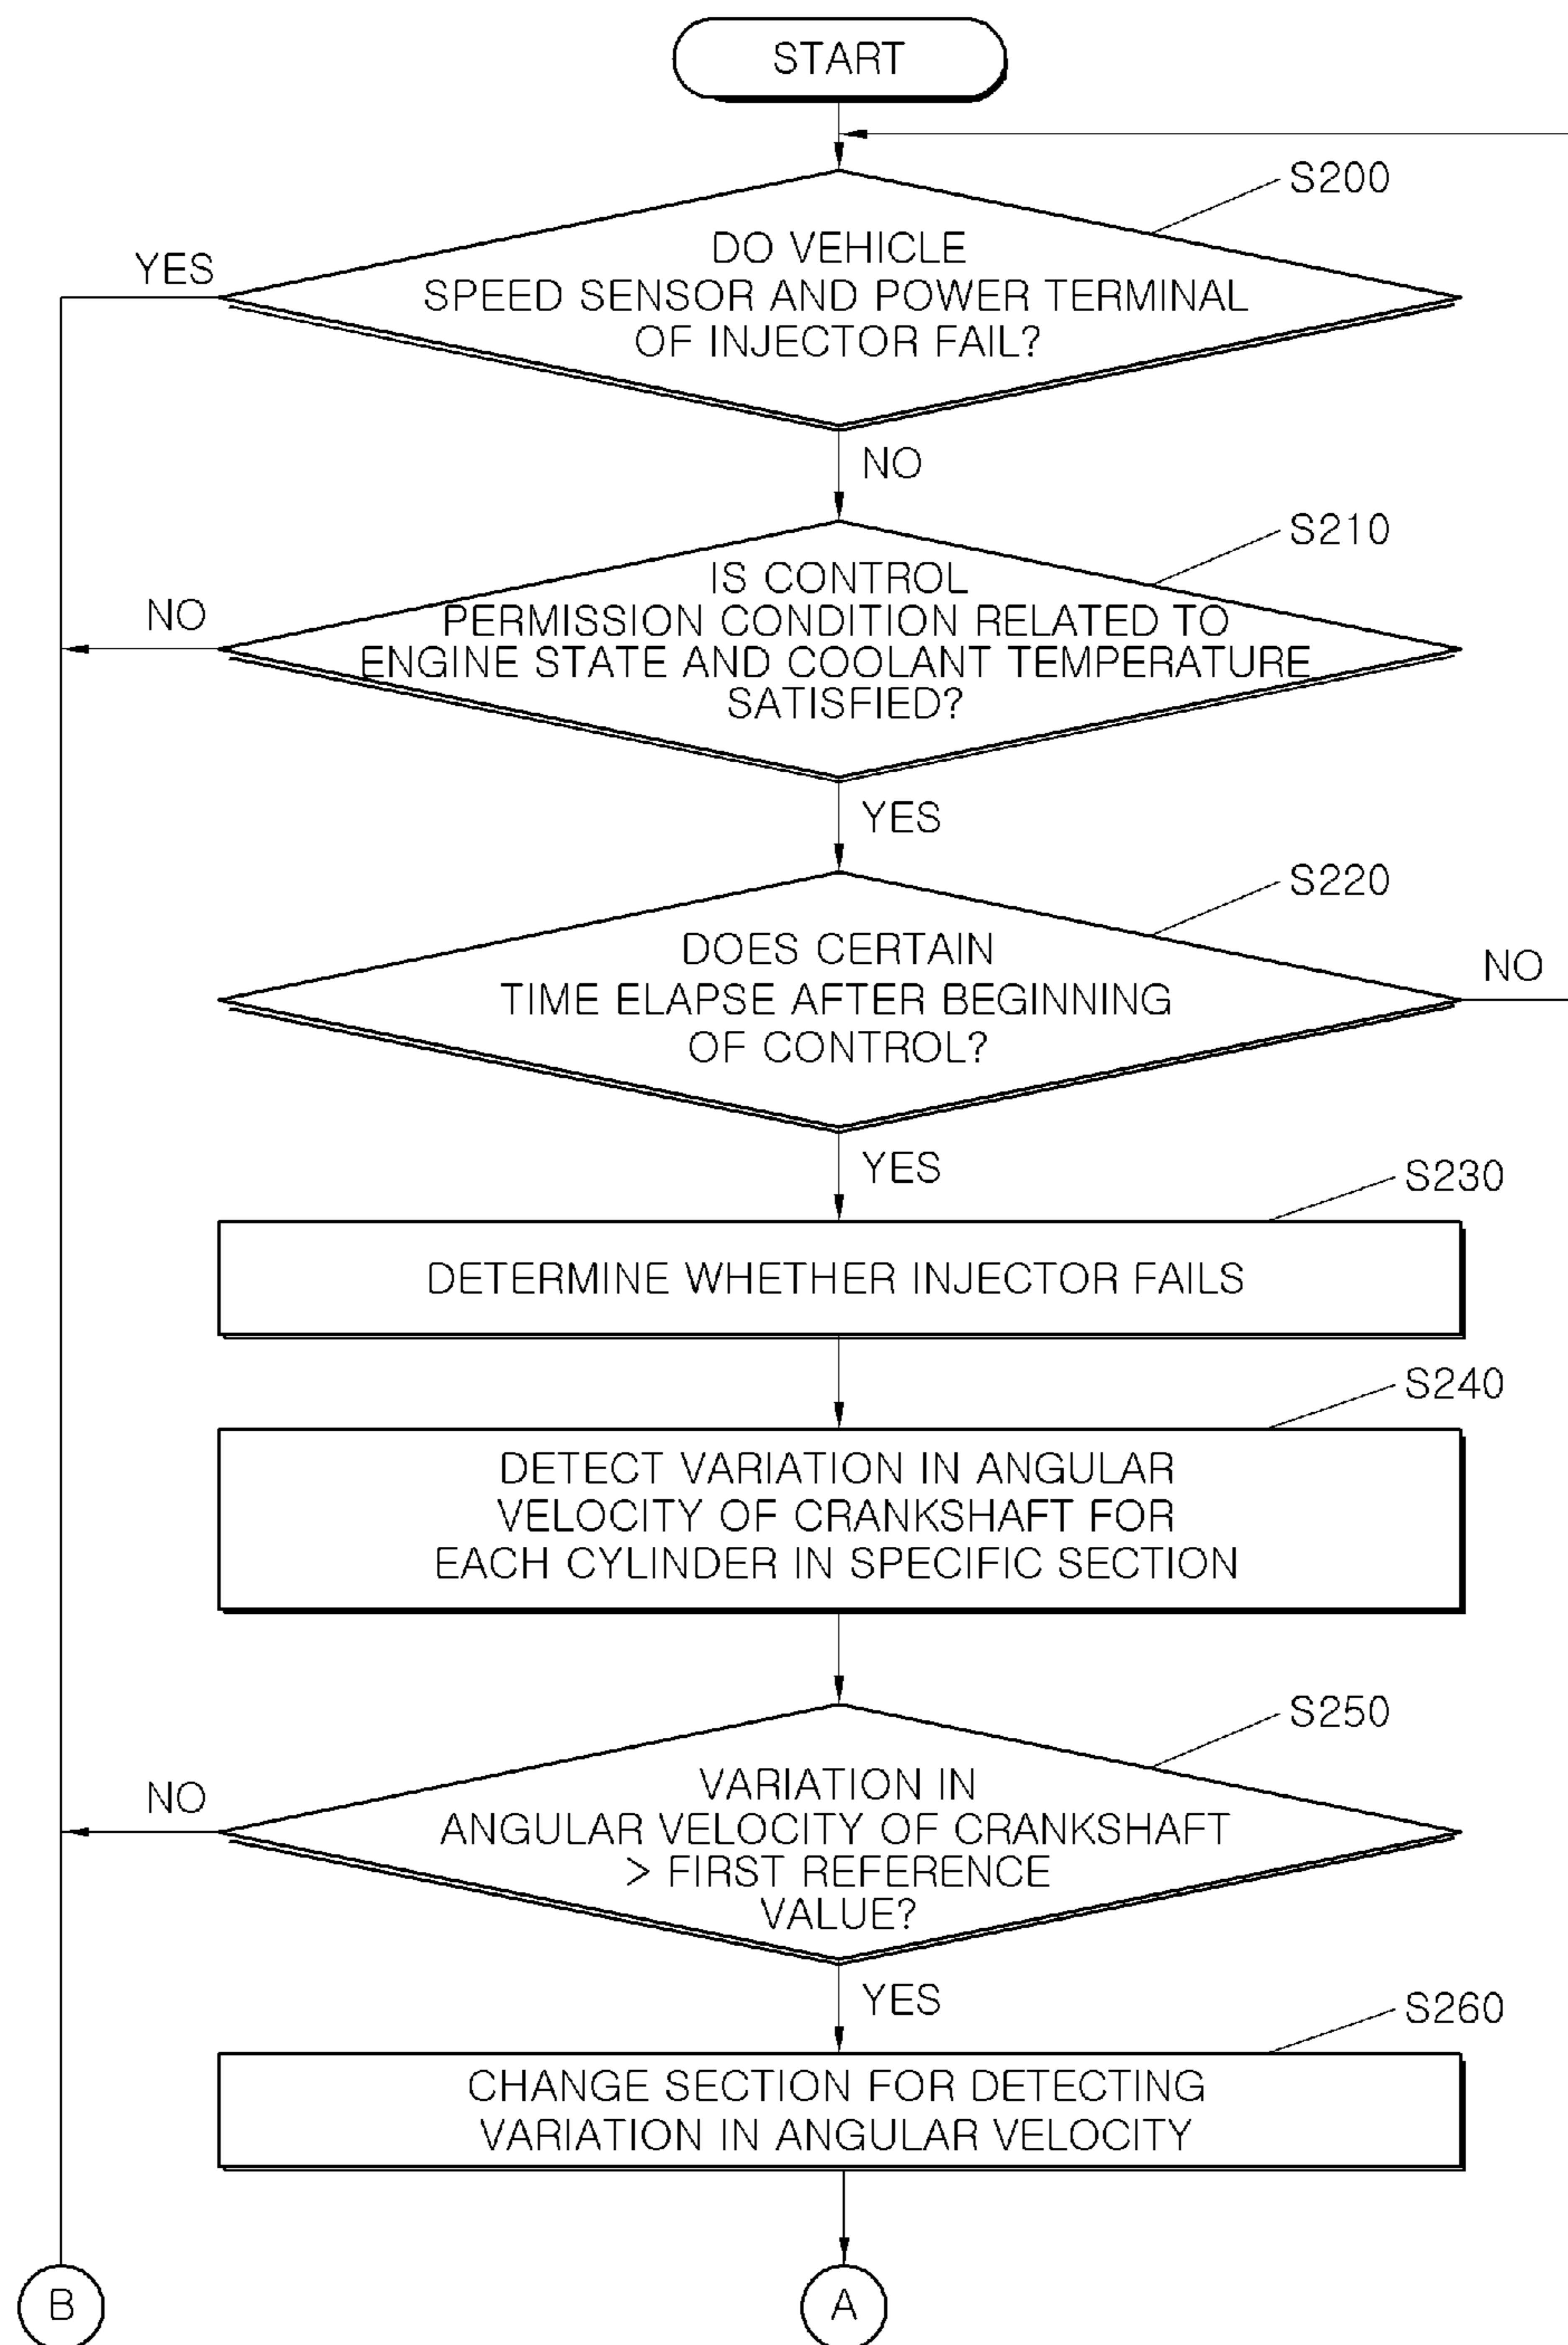 START
S200
DO VEHICLE
SPEED SENSOR AND POWER TERMINAL
OF INJECTOR FAIL?
YES
NO
S210
IS CONTROL
PERMISSION CONDITION RELATED TO
ENGINE STATE AND COOLANT TEMPERATURE
SATISFIED?
NO
YES
S220
DOES CERTAIN
TIME ELAPSE AFTER BEGINNING
OF CONTROL?
NO
YES
S230
DETERMINE WHETHER INJECTOR FAILS
S240
DETECT VARIATION IN ANGULAR
VELOCITY OF CRANKSHAFT FOR
EACH CYLINDER IN SPECIFIC SECTION
S250
VARIATION IN
ANGULAR VELOCITY OF CRANKSHAFT
> FIRST REFERENCE
VALUE?
NO
YES
S260
CHANGE SECTION FOR DETECTING
VARIATION IN ANGULAR VELOCITY
B
A